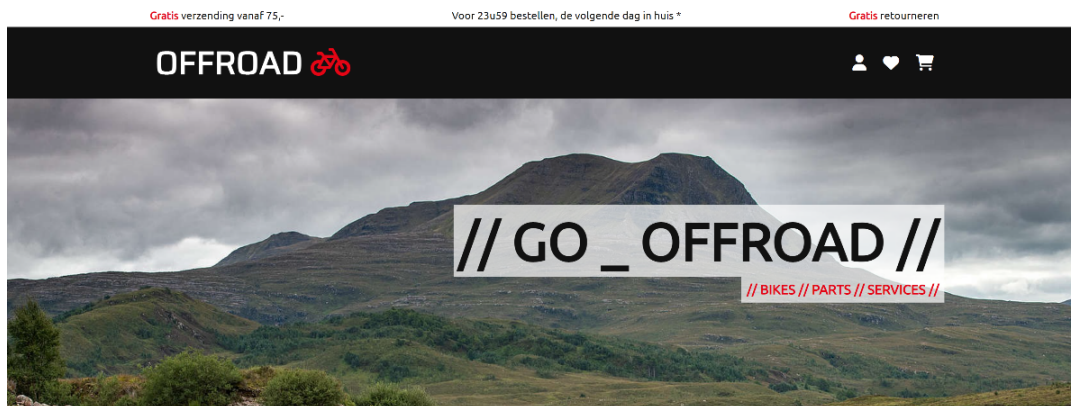 Gratis verzending vanaf 75,-
Voor 23u59 bestellen, de volgende dag in huis *
Gratis retourneren
OFFROAD
// GO _ OFFROAD //
// BIKES // PARTS // SERVICES //